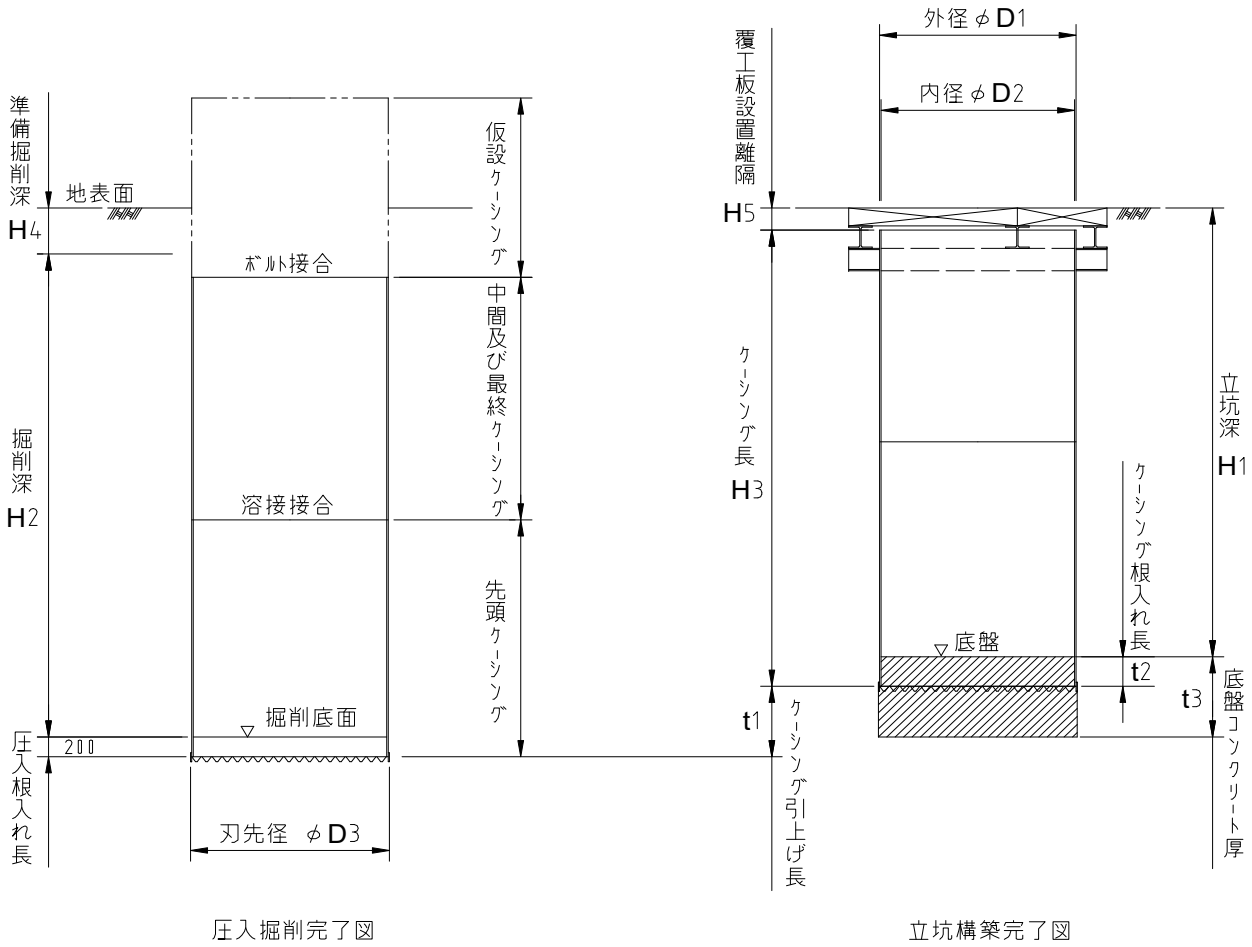 準備掘削深
H4
地表面
仮設ケーシング
ボルト接合
中間及び最終ケーシング
掘削深
H2
溶接接合
先頭ケーシング
掘削底面
200
圧入根入れ長
刃先径 φD3
圧入掘削完了図
外径φD1
内径φD2
覆工板設置離隔
H5
ケーシング長
H3
立坑深
H1
ケーシング根入れ長
底盤
t2
t3
t1
ケーシング引上げ長
底盤コンクリート厚
立坑構築完了図